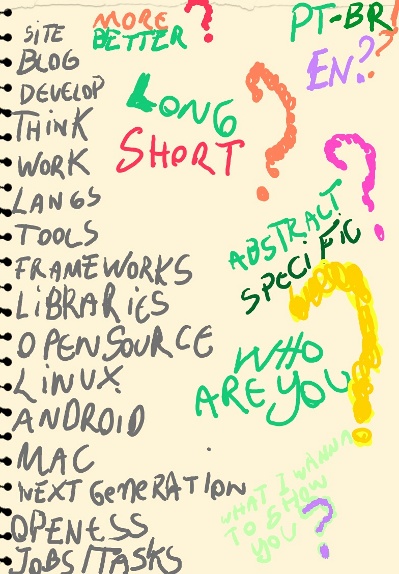 SITE
BLOG
DEVELOP
THINK
WORK
LANGS
TOOLS
FRAMEWORKS
LIBRARIES
OPENSOURCE
LINUX
ANDROID
MAC
NEXT GENERATION
OPENESS
JOBS/TASKS
MORE
BETTER ?
PT-BR ?
EN?
LONG
SHORT ?
ABSTRACT
SPECIFIC ?
WHO
ARE YOU ?
WHAT I WANNA
TO SHOW
YOU ?